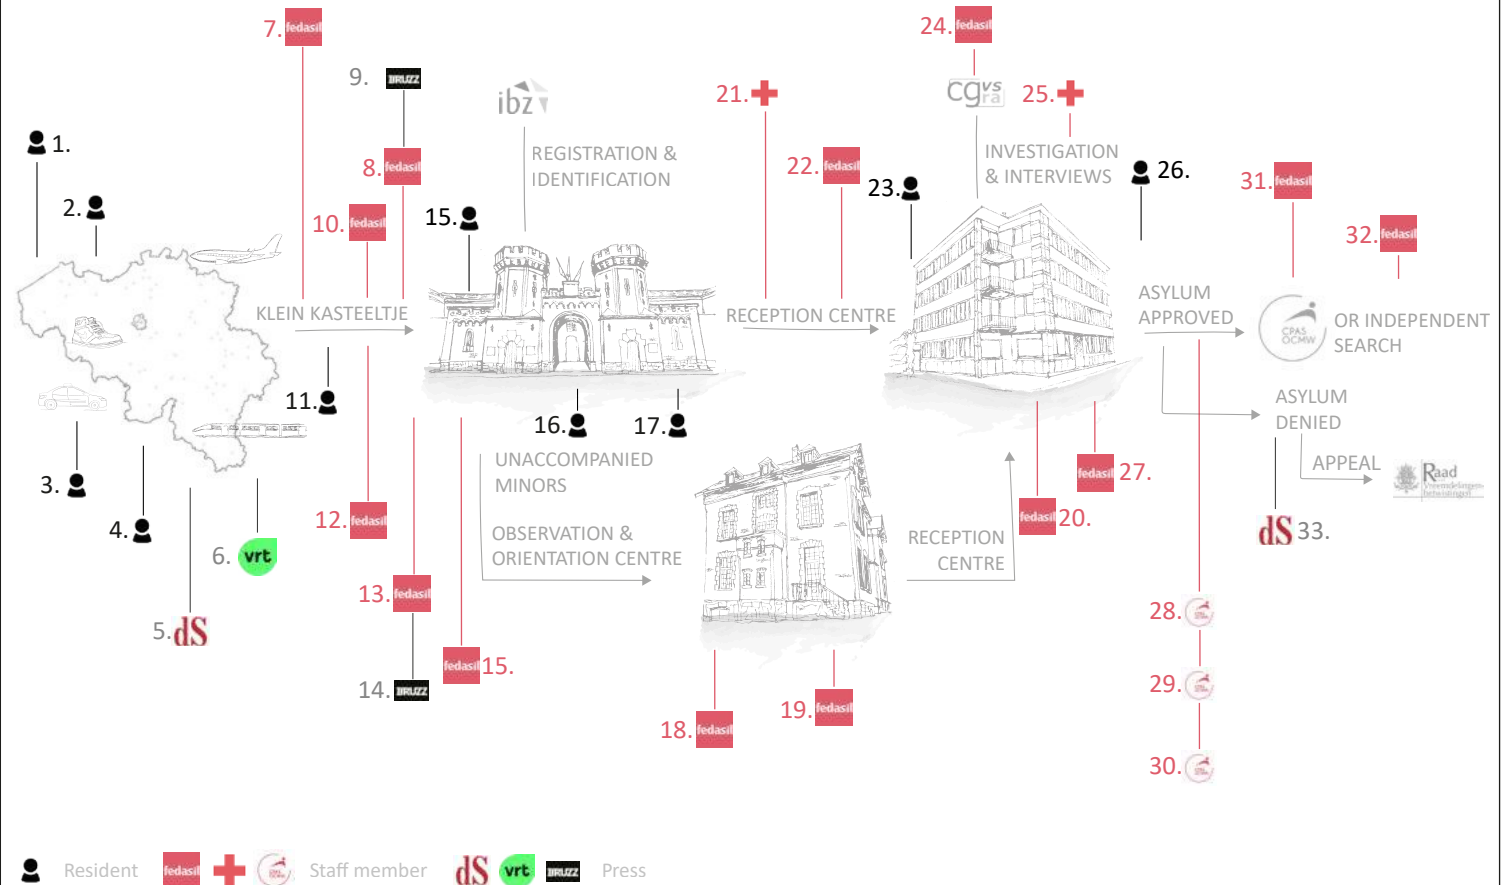 7. fedasil
24. fedasil
9. BRUZZ
ibz
21.
cgvs
ra
25.
1.
REGISTRATION &
IDENTIFICATION
8. fedasil
22. fedasil
INVESTIGATION
& INTERVIEWS
23.
26.
31. fedasil
2.
10. fedasil
15.
32. fedasil
KLEIN KASTEELTJE
RECEPTION CENTRE
ASYLUM
APPROVED
CPAS
OCMW
OR INDEPENDENT
SEARCH
11.
16.
17.
ASYLUM
DENIED
3.
UNACCOMPANIED
MINORS
27. fedasil
APPEAL
Raad
Vreemdelingen-
betwistingen
4.
12. fedasil
OBSERVATION &
ORIENTATION CENTRE
RECEPTION
CENTRE
fedasil 20.
dS 33.
6. vrt
13. fedasil
28.
5. dS
fedasil 15.
14. BRUZZ
29.
18. fedasil
19. fedasil
30.
Resident fedasil Staff member dS vrt BRUZZ Press